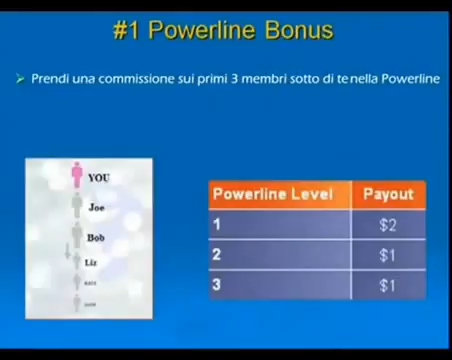 #1 Powerline Bonus
Prendi una commissione sui primi 3 membri sotto di te nella Powerline
YOU
Joe
Bob
Liz
Powerline Level Payout
1 $2
2 $1
3 $1